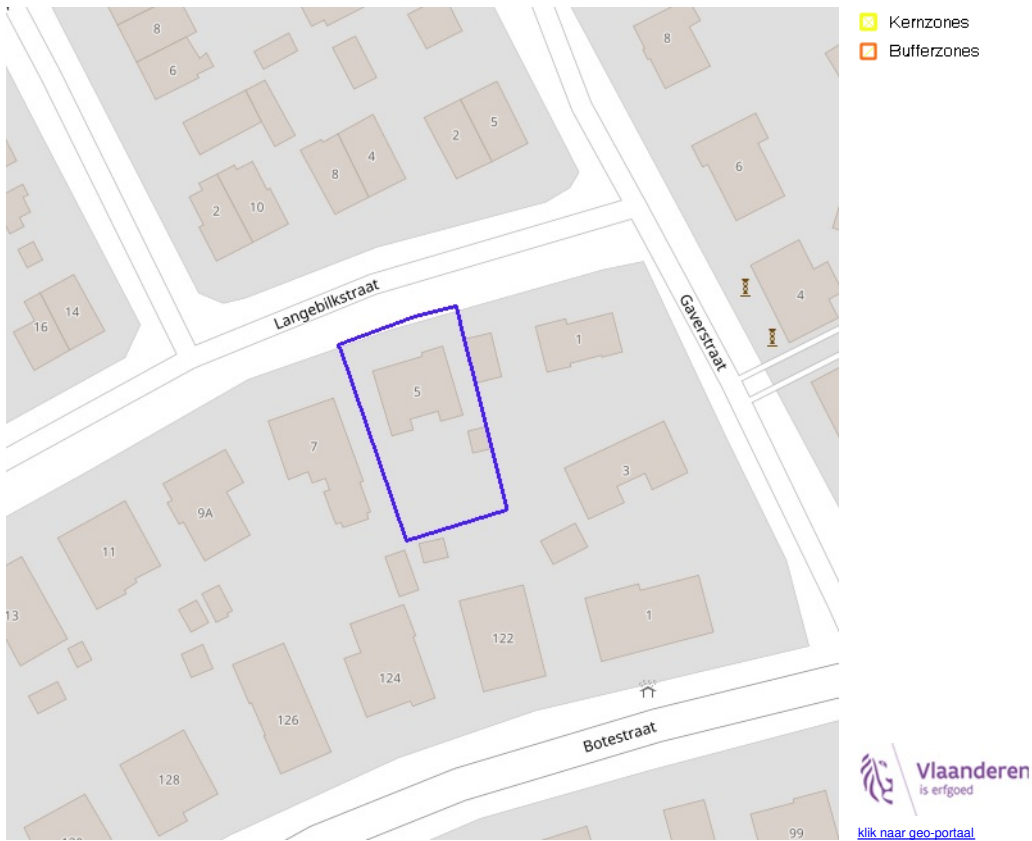 Kernzones
Bufferzones
8
6
8
2
5
8
4
6
2
10
14
16
4
Langebilkstraat
Gaverstraat
1
5
7
3
9A
11
13
1
122
124
126
Botestraat
128
99
Vlaanderen
is erfgoed
klik naar geo-portaal